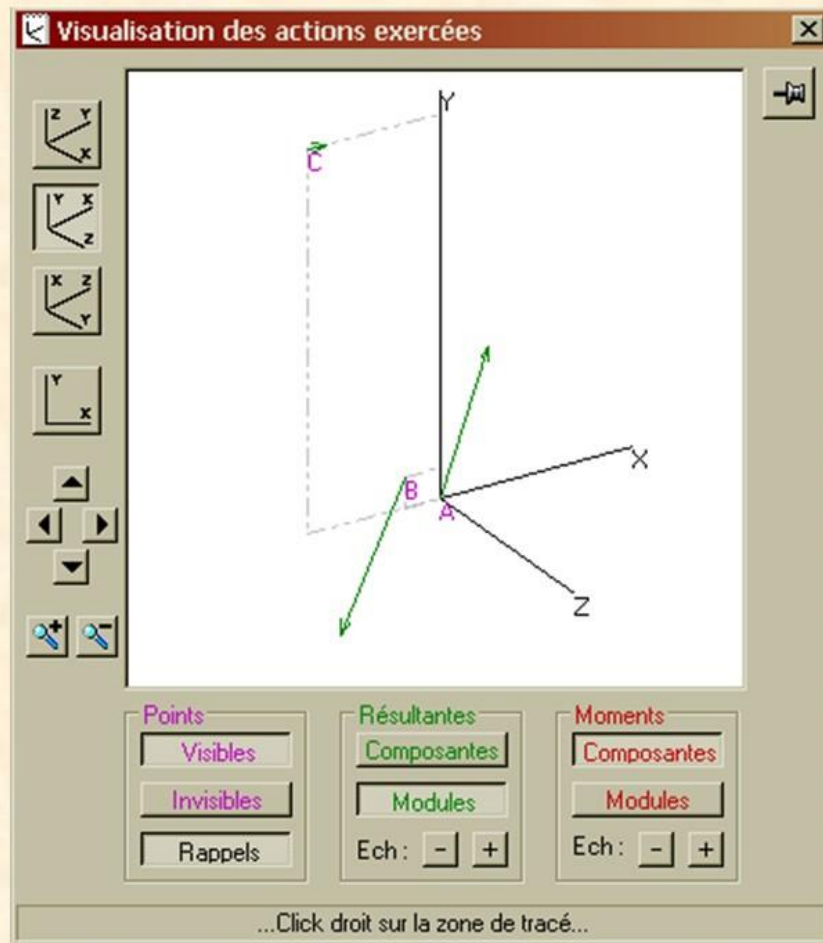 Visualisation des actions exercées
Z Y
X
Y X
Z
X Z
Y
Y
X
Y
C
B
A
X
Z
Points
Visibles
Invisibles
Rappels
Résultantes
Composantes
Modules
Ech : - +
Moments
Composantes
Modules
Ech : - +
...Click droit sur la zone de tracé...